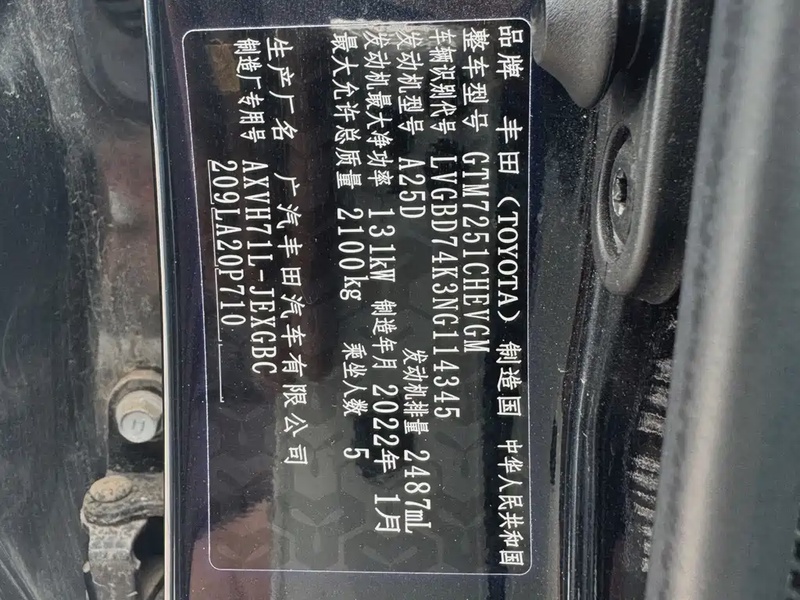 品牌 丰田(TOYOTA) 制造国 中华人民共和国
整车型号 GTM7251CHEVGM
车辆识别代号 LVGBD74K3NG114345
发动机型号 A25D 发动机排量 2487mL
发动机最大净功率 131kW 制造年月 2022年 1月
最大允许总质量 2100kg 乘坐人数 5
生产厂名 广汽丰田汽车有限公司
制造厂专用号 AXVH71L-JEXGBC
209LA20P710